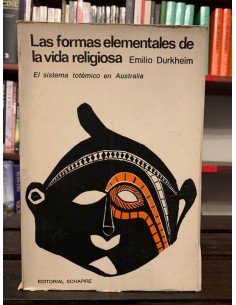 Las formas elementales de
la vida religiosa Emilio Durkheim
El sistema totémico en Australia
EDITORIAL SCHAPIRE